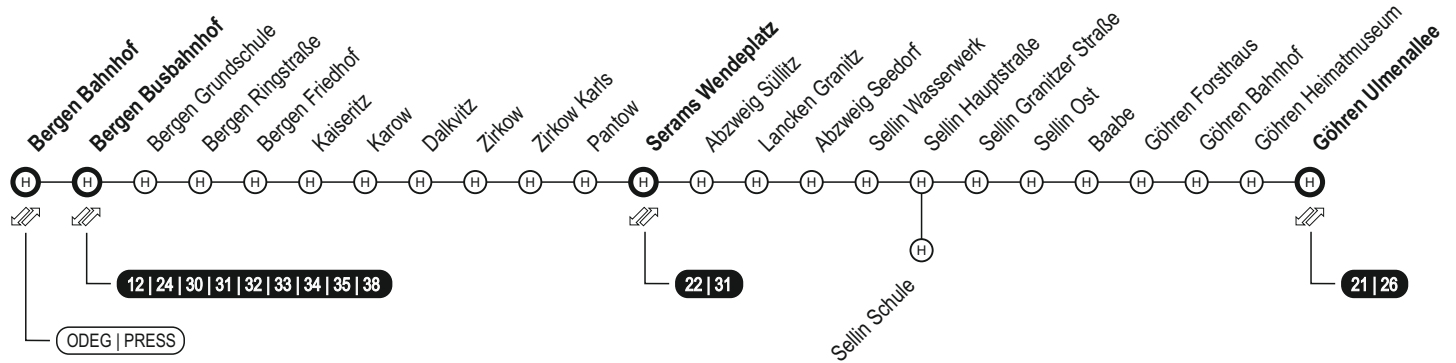 Bergen Bahnhof
Bergen Busbahnhof
Bergen Grundschule
Bergen Ringstraße
Bergen Friedhof
Kaiseritz
Karow
Dalkvitz
Zirkow
Zirkow Karls
Pantow
Serams Wendeplatz
Abzweig Süllitz
Lancken Granitz
Abzweig Seedorf
Sellin Wasserwerk
Sellin Hauptstraße
Sellin Granitzer Straße
Sellin Ost
Baabe
Göhren Forsthaus
Göhren Bahnhof
Göhren Heimatmuseum
Göhren Ulmenallee
H H H H H H H H H H H H H H H H H H H H H H H H
H
12 | 24 | 30 | 31 | 32 | 33 | 34 | 35 | 38
22 | 31
21 | 26
Sellin Schule
ODEG | PRESS